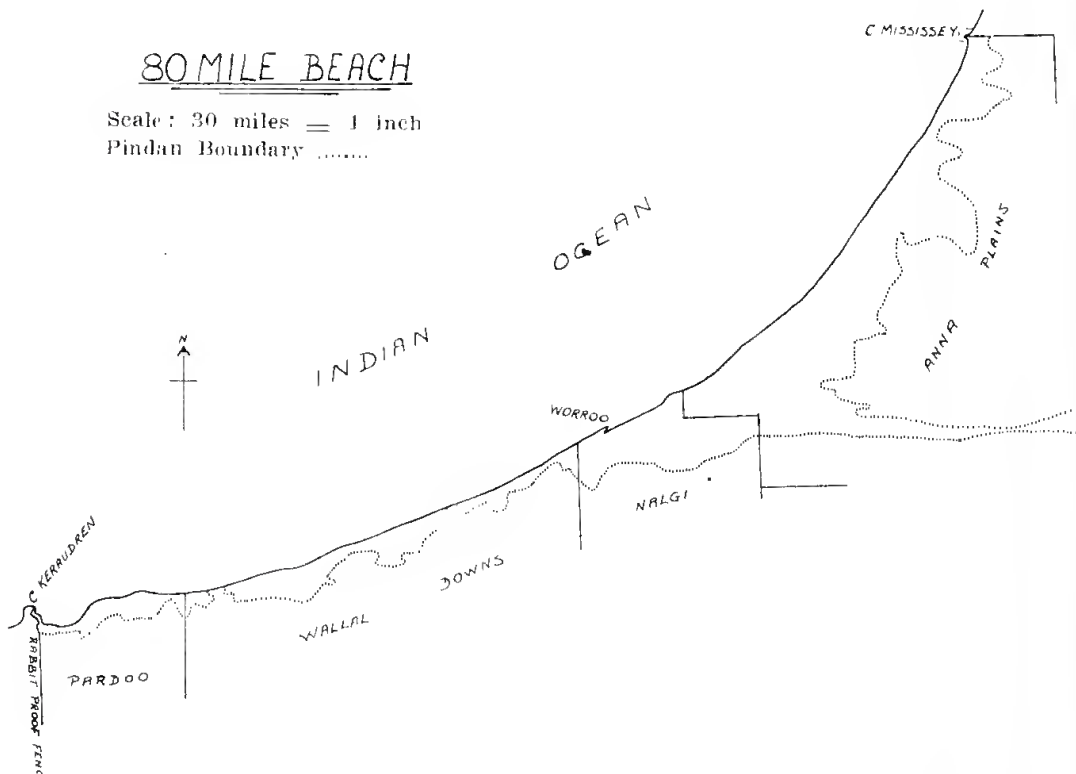 80 MILE BEACH
Scale: 30 miles = 1 inch
Pindan Boundary .......
C MISSISSEY.
INDIAN OCEAN
N
ANNA PLAINS
WORROO
NALGI
C KERAUDREN
WALLAL DOWNS
PARDOO
RABBIT PROOF FENC